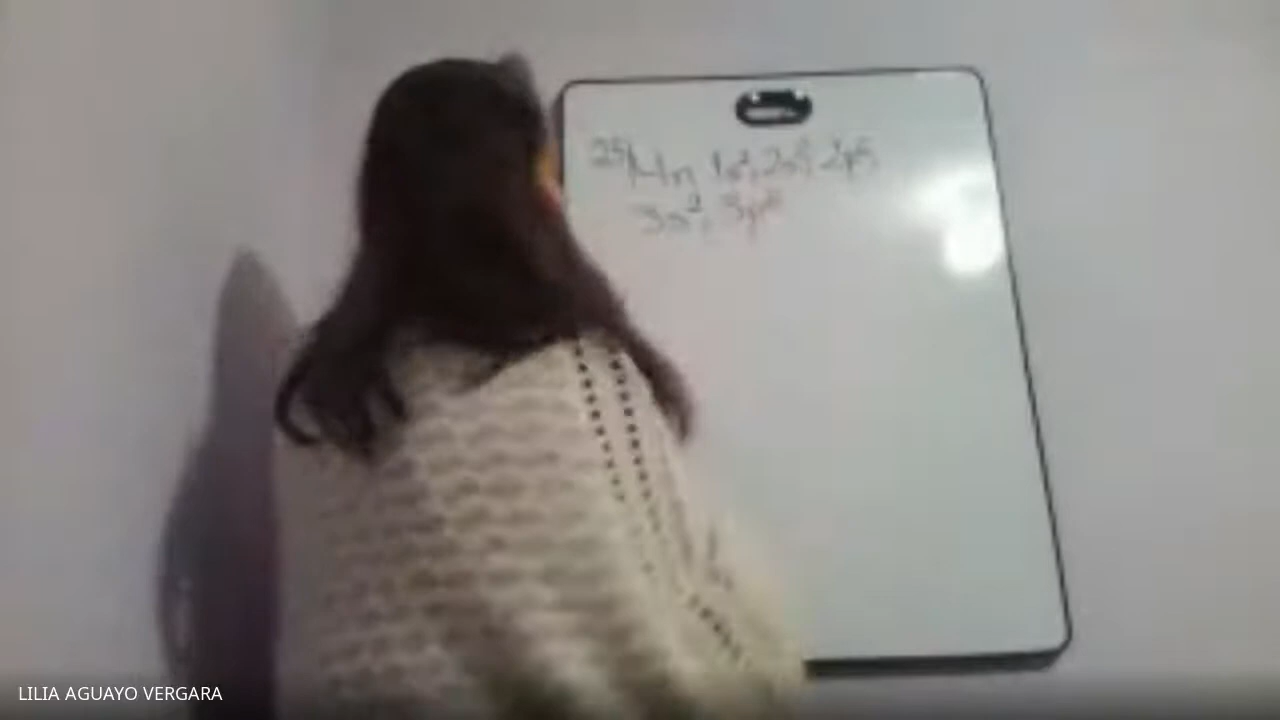 25Mn, 1s², 2s², 2p6
3s², 3p6
LILIA AGUAYO VERGARA